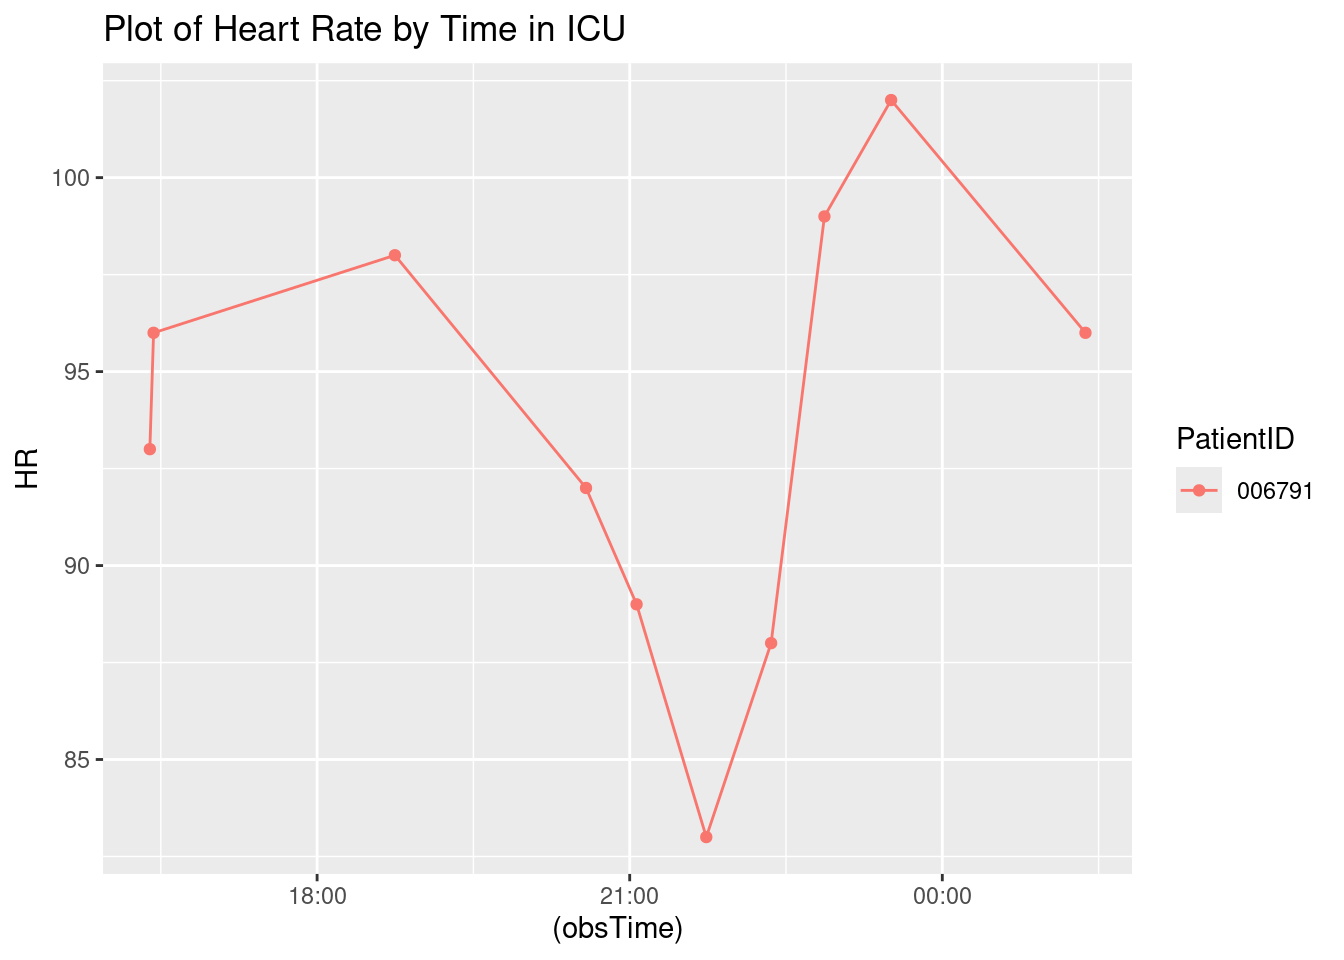 Plot of Heart Rate by Time in ICU
100
95
90
85
HR
18:00 21:00 00:00
(obsTime)
PatientID
006791